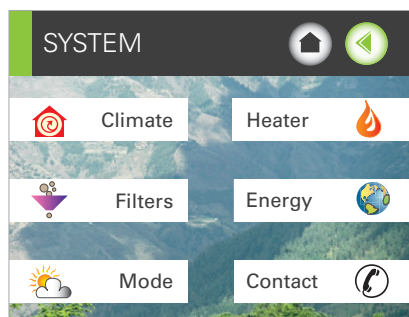 SYSTEM
Climate
Heater
Filters
Energy
Mode
Contact